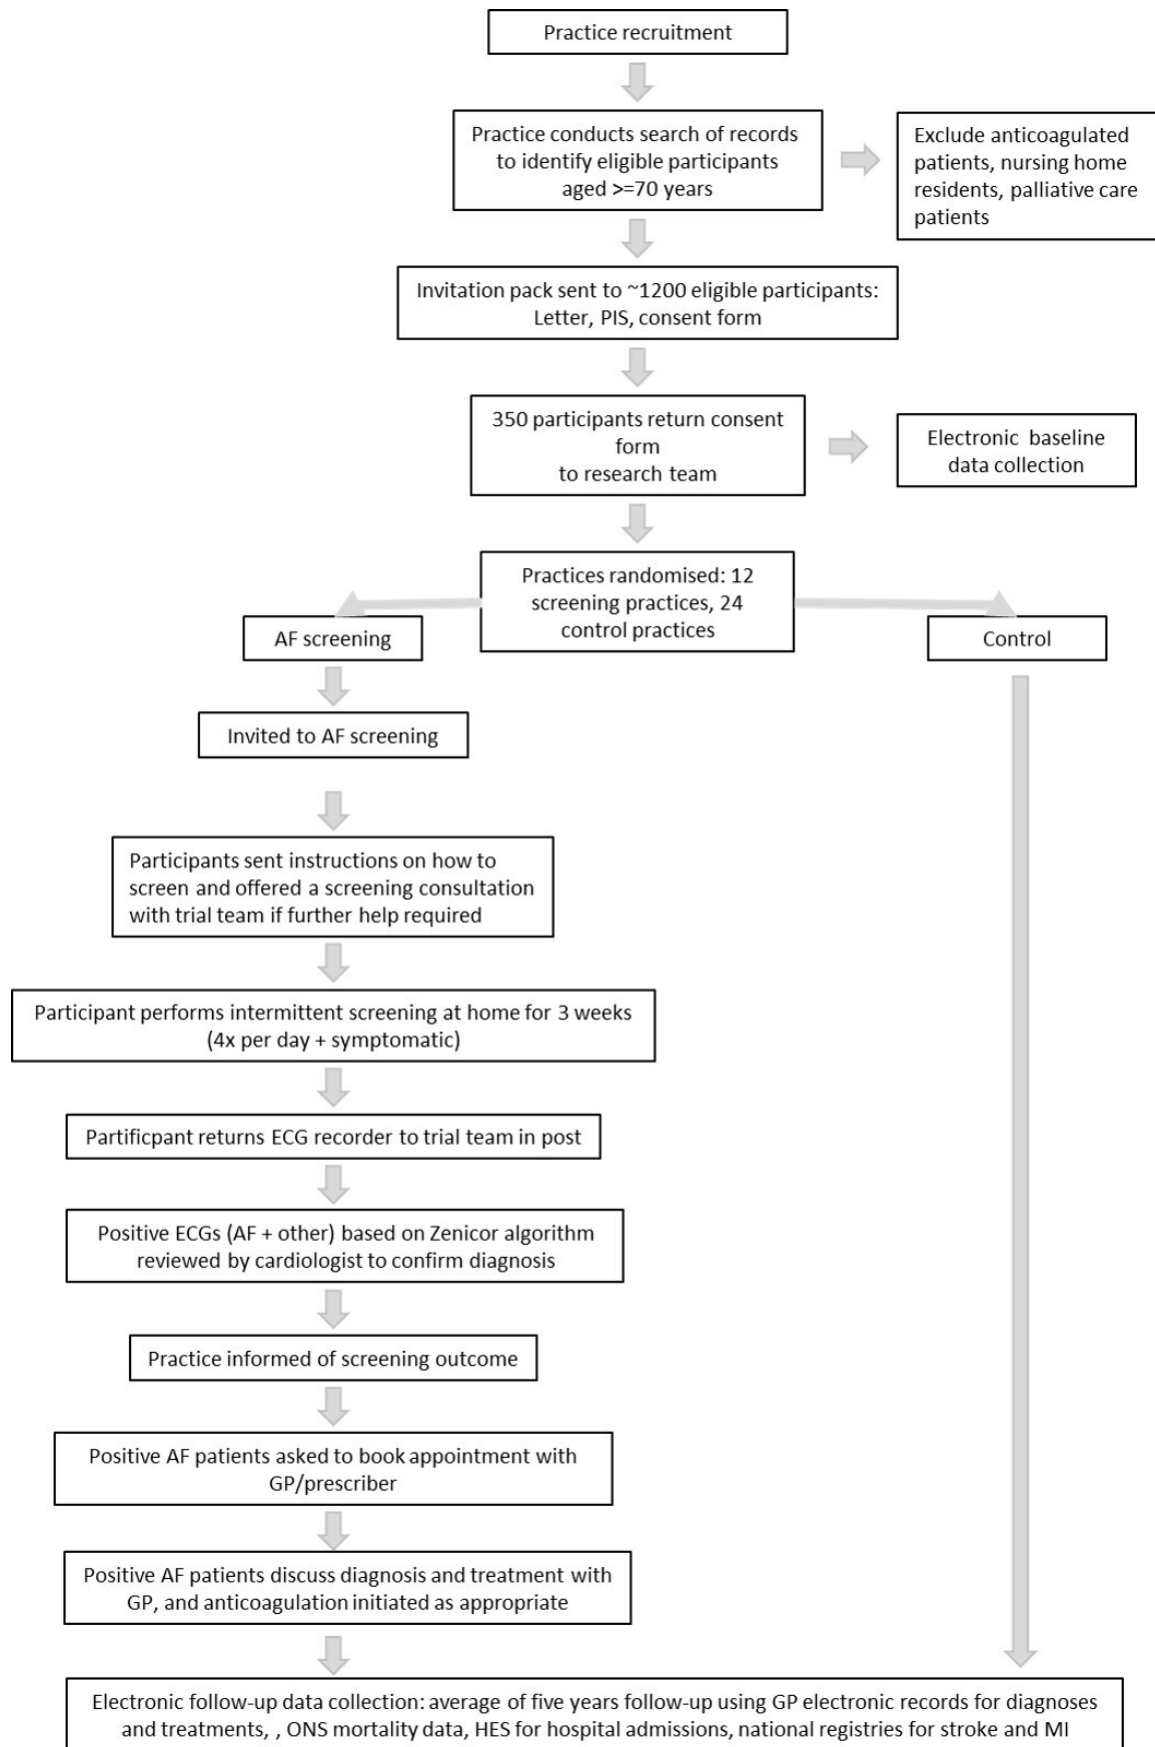 Practice recruitment
Practice conducts search of records
to identify eligible participants
aged >=70 years
Exclude anticoagulated
patients, nursing home
residents, palliative care
patients
Invitation pack sent to ~1200 eligible participants:
Letter, PIS, consent form
350 participants return consent
form
to research team
Electronic baseline
data collection
Practices randomised: 12
screening practices, 24
control practices
AF screening
Control
Invited to AF screening
Participants sent instructions on how to
screen and offered a screening consultation
with trial team if further help required
Participant performs intermittent screening at home for 3 weeks
(4x per day + symptomatic)
Partificpant returns ECG recorder to trial team in post
Positive ECGs (AF + other) based on Zenicor algorithm
reviewed by cardiologist to confirm diagnosis
Practice informed of screening outcome
Positive AF patients asked to book appointment with
GP/prescriber
Positive AF patients discuss diagnosis and treatment with
GP, and anticoagulation initiated as appropriate
Electronic follow-up data collection: average of five years follow-up using GP electronic records for diagnoses
and treatments, , ONS mortality data, HES for hospital admissions, national registries for stroke and MI